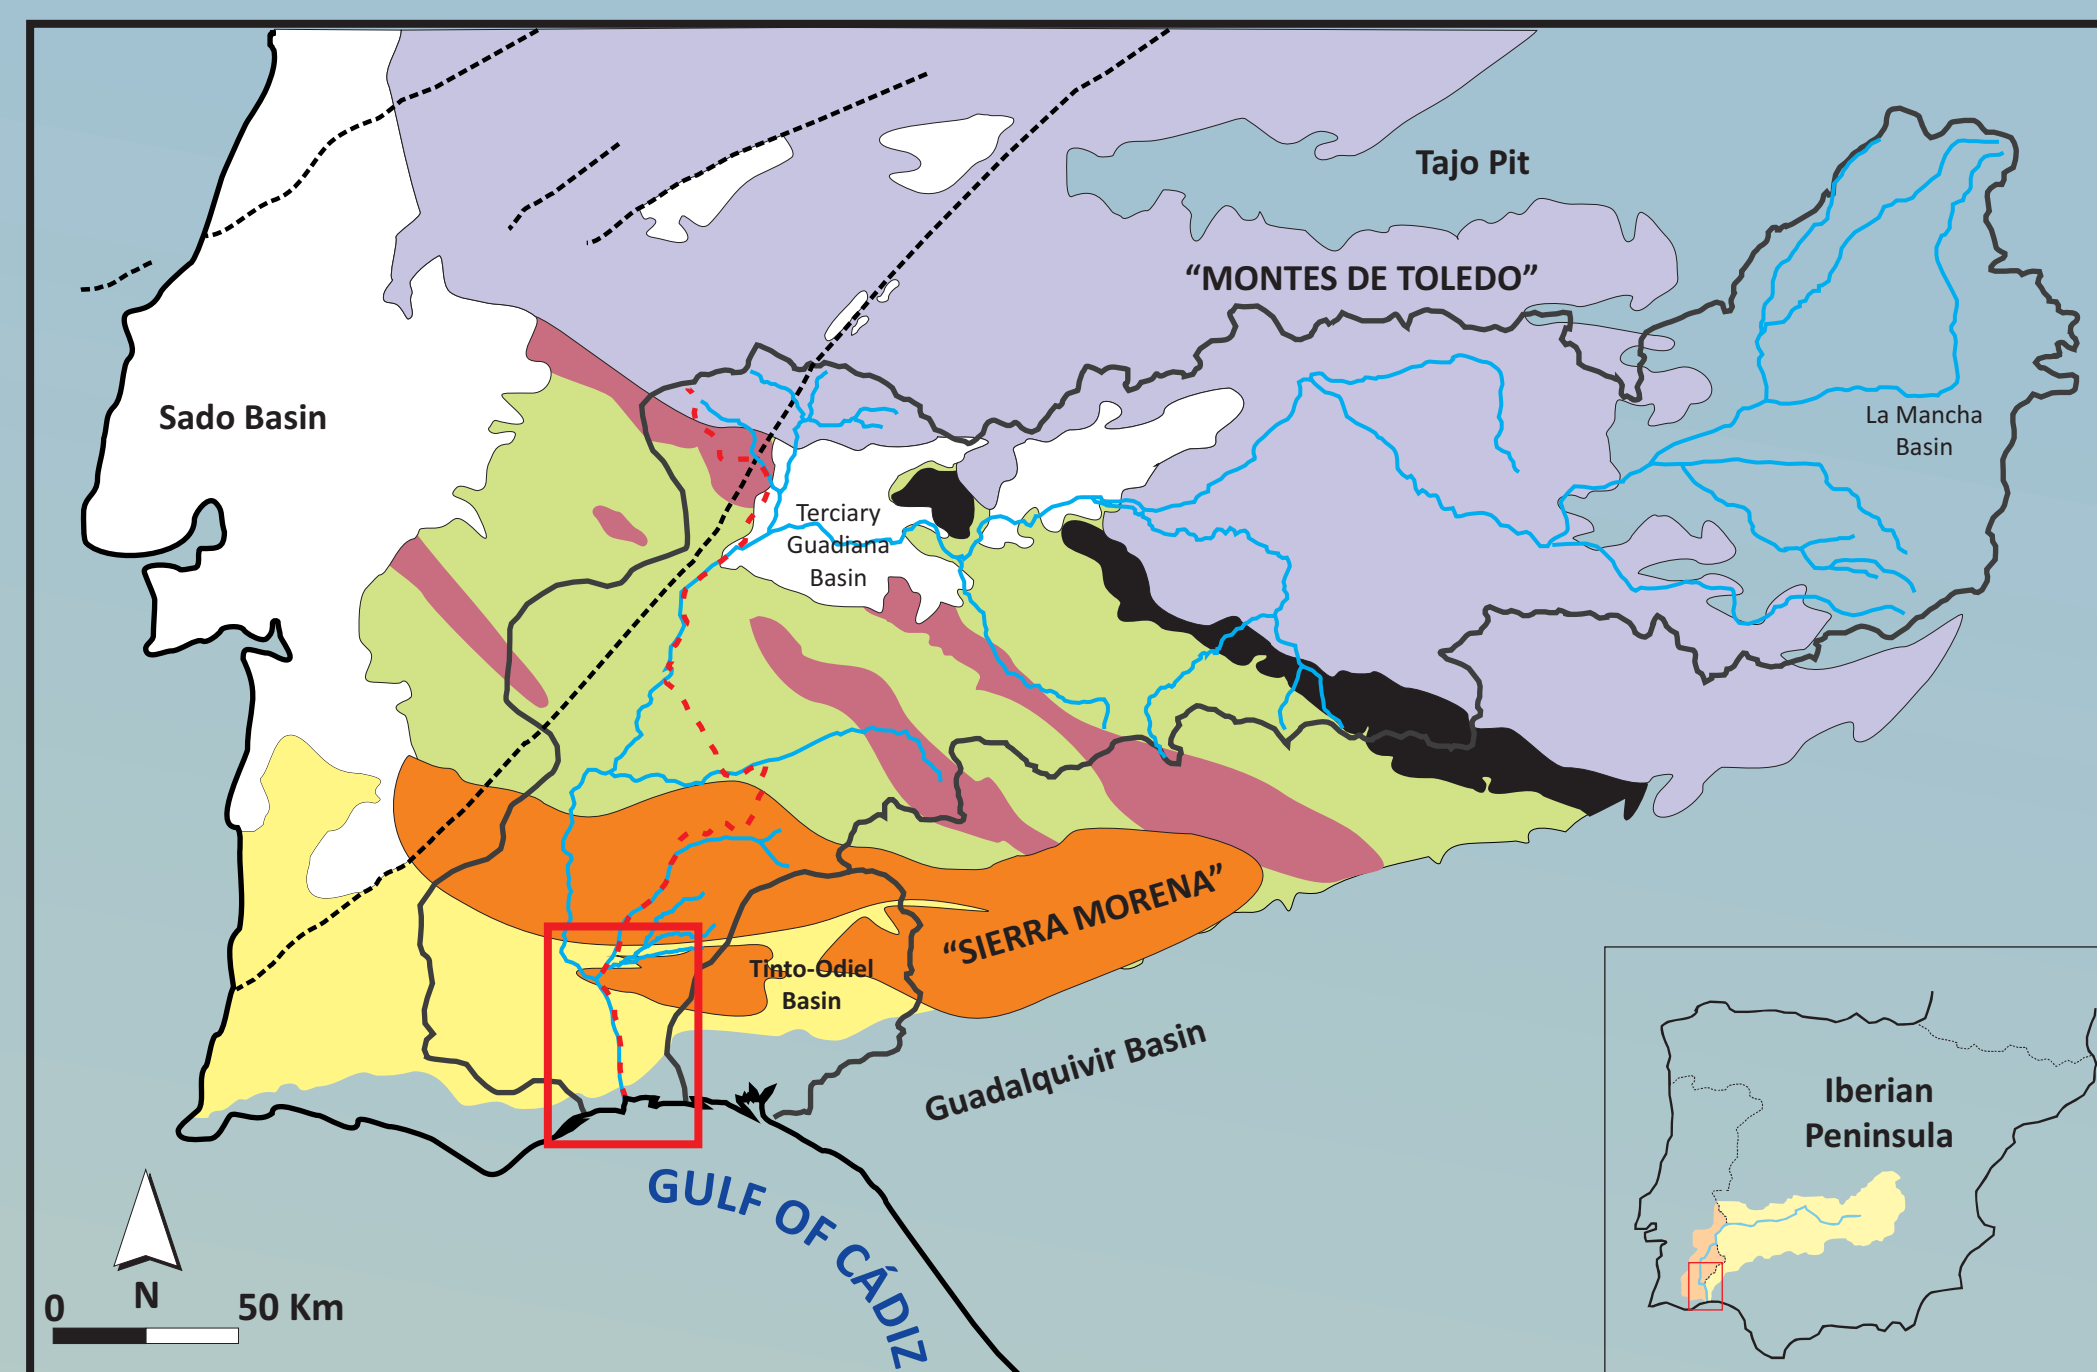 Tajo Pit
“MONTES DE TOLEDO”
Sado Basin
La Mancha
Basin
Terciary
Guadiana
Basin
“SIERRA MORENA”
Tinto-Odiel
Basin
Guadalquivir Basin
Iberian
Peninsula
GULF OF CÁDIZ
N
0
50 Km